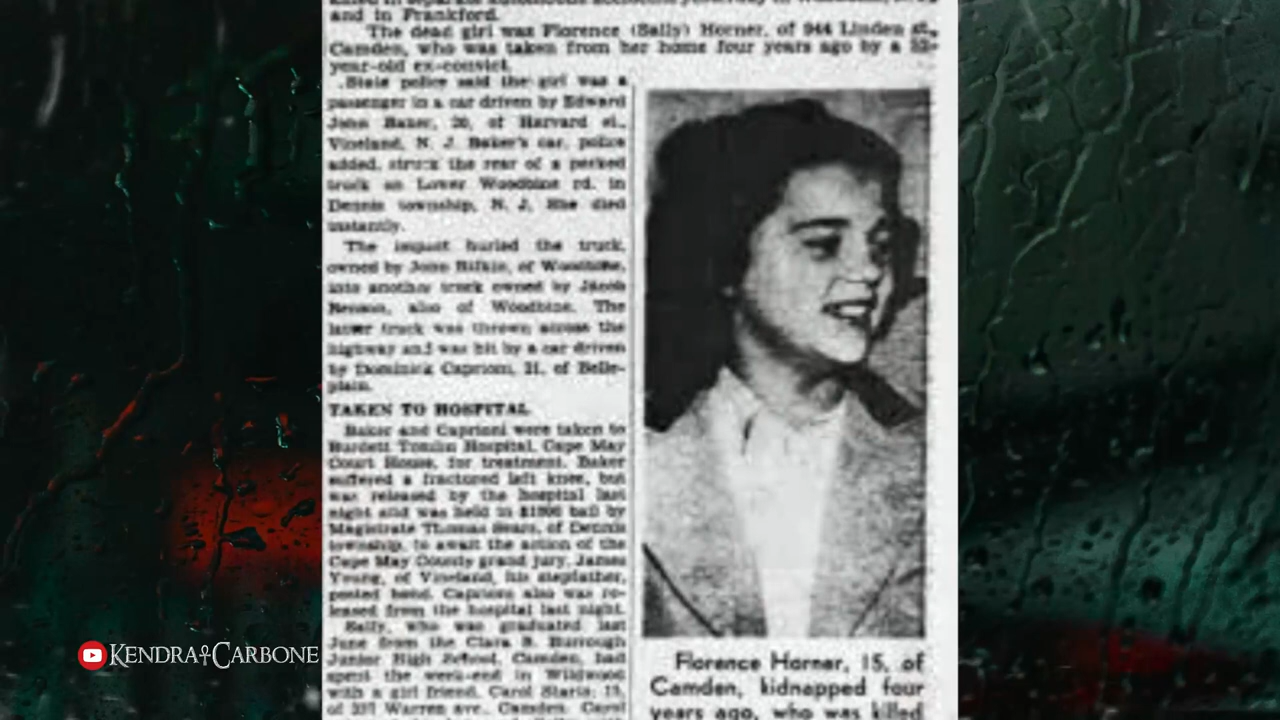 and in Frankford.
The dead girl was Florence (Sally) Horner, of 944 Linden st.,
Camden, who was taken from her home four years ago by a 52-
year-old ex-convict.
State police said the girl was a
passenger in a car driven by Edward
John Baker, 20, of Harvard st.,
Vineland, N. J. Baker's car, police
added, struck the rear of a parked
truck on Lower Woodbine rd. in
Dennis township, N. J. She died
instantly.
The impact hurled the truck,
owned by John Rifkin, of Woodbine,
into another truck owned by Jacob
Benson, also of Woodbine. The
latter truck was thrown across the
highway and was hit by a car driven
by Dominick Caprioni, 21, of Belle-
plain.
TAKEN TO HOSPITAL
Baker and Caprioni were taken to
Burdett Tomlin Hospital, Cape May
Court House, for treatment. Baker
suffered a fractured left knee, but
was released by the hospital last
night and was held in $1000 bail by
Magistrate Thomas Sears, of Dennis
township, to await the action of the
Cape May County grand jury. James
Young, of Vineland, his stepfather,
posted bond. Caprioni also was re-
leased from the hospital last night.
Sally, who was graduated last
June from the Clara B. Burrough
Junior High School, Camden, had
spent the week-end in Wildwood
with a girl friend, Carol Starts, 15,
of 337 Warren ave., Camden. Carol
Florence Horner, 15, of
Camden, kidnapped four
years ago, who was killed
KENDRA CARBONE